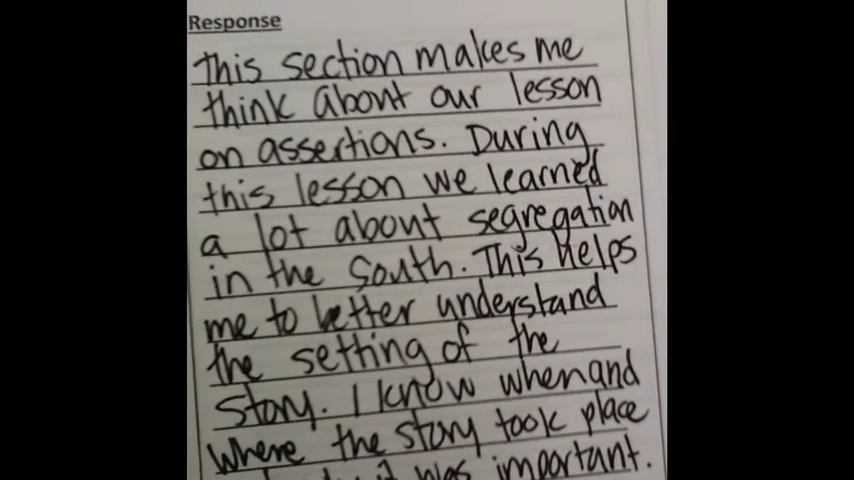 Response
this section makes me
think about our lesson
on assertions. During
this lesson we learned
a lot about segregation
in the South. This helps
me to better understand
the setting of the
story. I know when and
where the story took place
it was important.